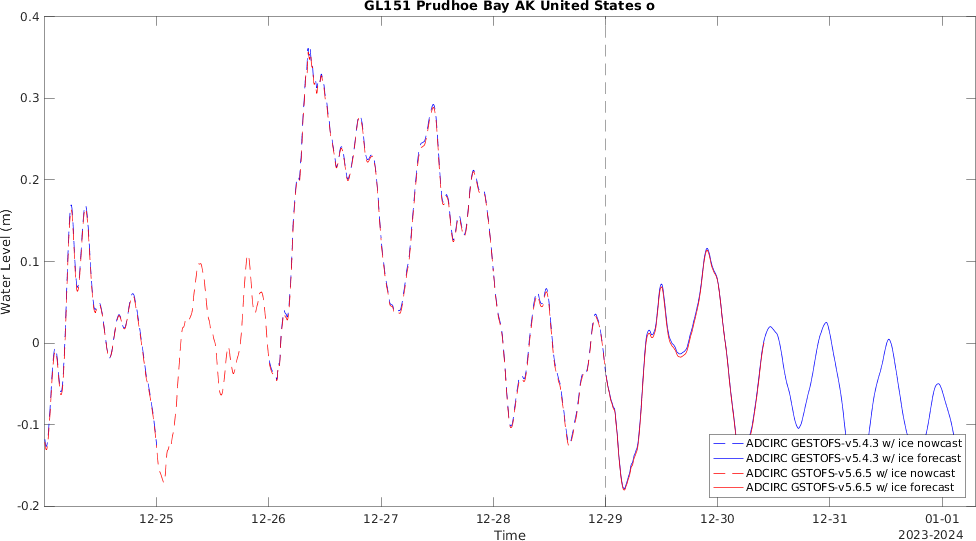 GL151 Prudhoe Bay AK United States o
0.4
0.3
0.2
0.1
0
-0.1
-0.2
Water Level (m)
12-25
12-26
12-27
12-28
12-29
12-30
12-31
01-01
Time
2023-2024
ADCIRC GESTOFS-v5.4.3 w/ ice nowcast
ADCIRC GESTOFS-v5.4.3 w/ ice forecast
ADCIRC GSTOFS-v5.6.5 w/ ice nowcast
ADCIRC GSTOFS-v5.6.5 w/ ice forecast